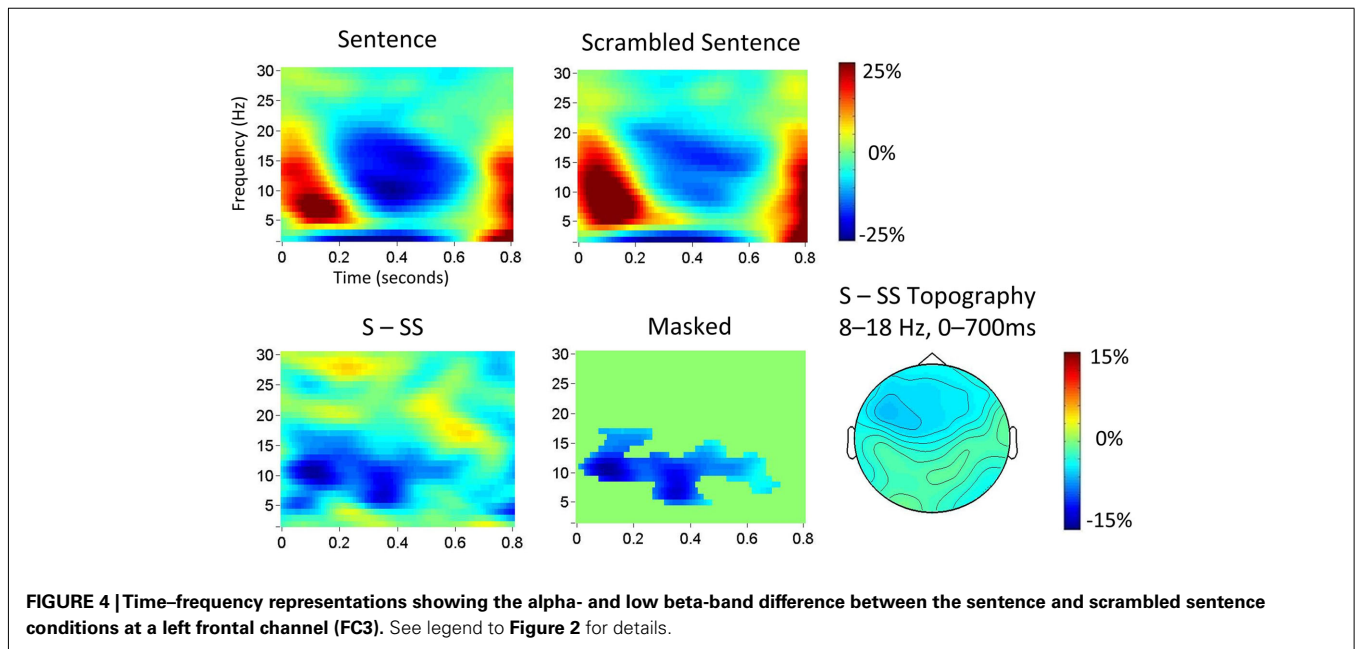 Sentence
Scrambled Sentence
Frequency (Hz)
30
25
20
15
10
5
0 0.2 0.4 0.6 0.8
Time (seconds)
30
25
20
15
10
5
0 0.2 0.4 0.6 0.8
25%
0%
-25%
S – SS
Masked
S – SS Topography
8–18 Hz, 0–700ms
30
25
20
15
10
5
0 0.2 0.4 0.6 0.8
30
25
20
15
10
5
0 0.2 0.4 0.6 0.8
15%
0%
-15%
FIGURE 4 | Time–frequency representations showing the alpha- and low beta-band difference between the sentence and scrambled sentence
conditions at a left frontal channel (FC3). See legend to Figure 2 for details.